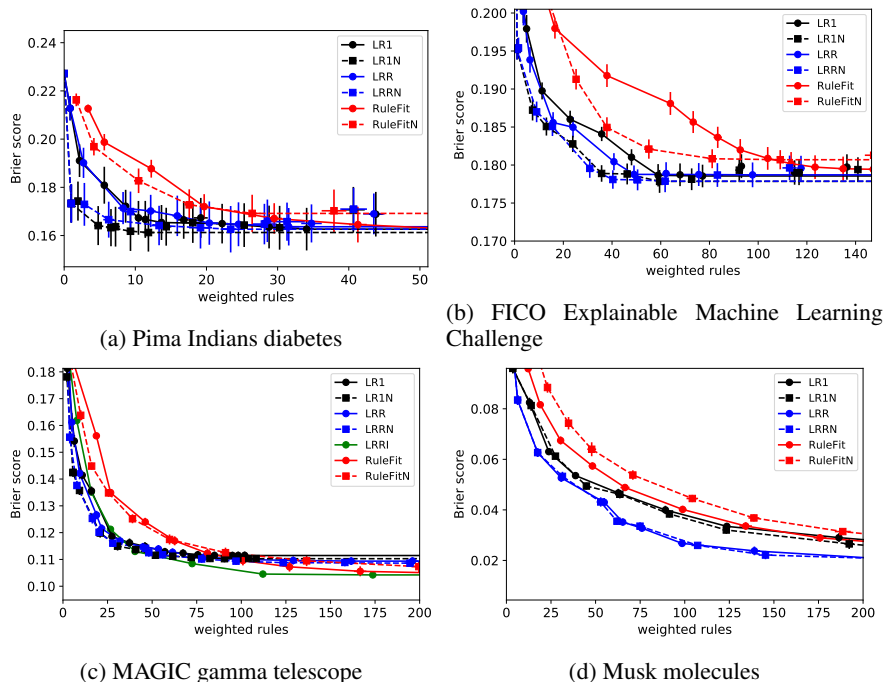 0.24
0.22
0.20
0.18
0.16
Brier score
0 10 20 30 40 50
weighted rules
LR1
LR1N
LRR
LRRN
RuleFit
RuleFitN
(a) Pima Indians diabetes
0.200
0.195
0.190
0.185
0.180
0.175
0.170
Brier score
0 20 40 60 80 100 120 140
weighted rules
LR1
LR1N
LRR
LRRN
RuleFit
RuleFitN
(b) FICO Explainable Machine Learning
Challenge
0.18
0.17
0.16
0.15
0.14
0.13
0.12
0.11
0.10
Brier score
0 25 50 75 100 125 150 175 200
weighted rules
LR1
LR1N
LRR
LRRN
LRRI
RuleFit
RuleFitN
(c) MAGIC gamma telescope
0.08
0.06
0.04
0.02
Brier score
0 25 50 75 100 125 150 175 200
weighted rules
LR1
LR1N
LRR
LRRN
RuleFit
RuleFitN
(d) Musk molecules